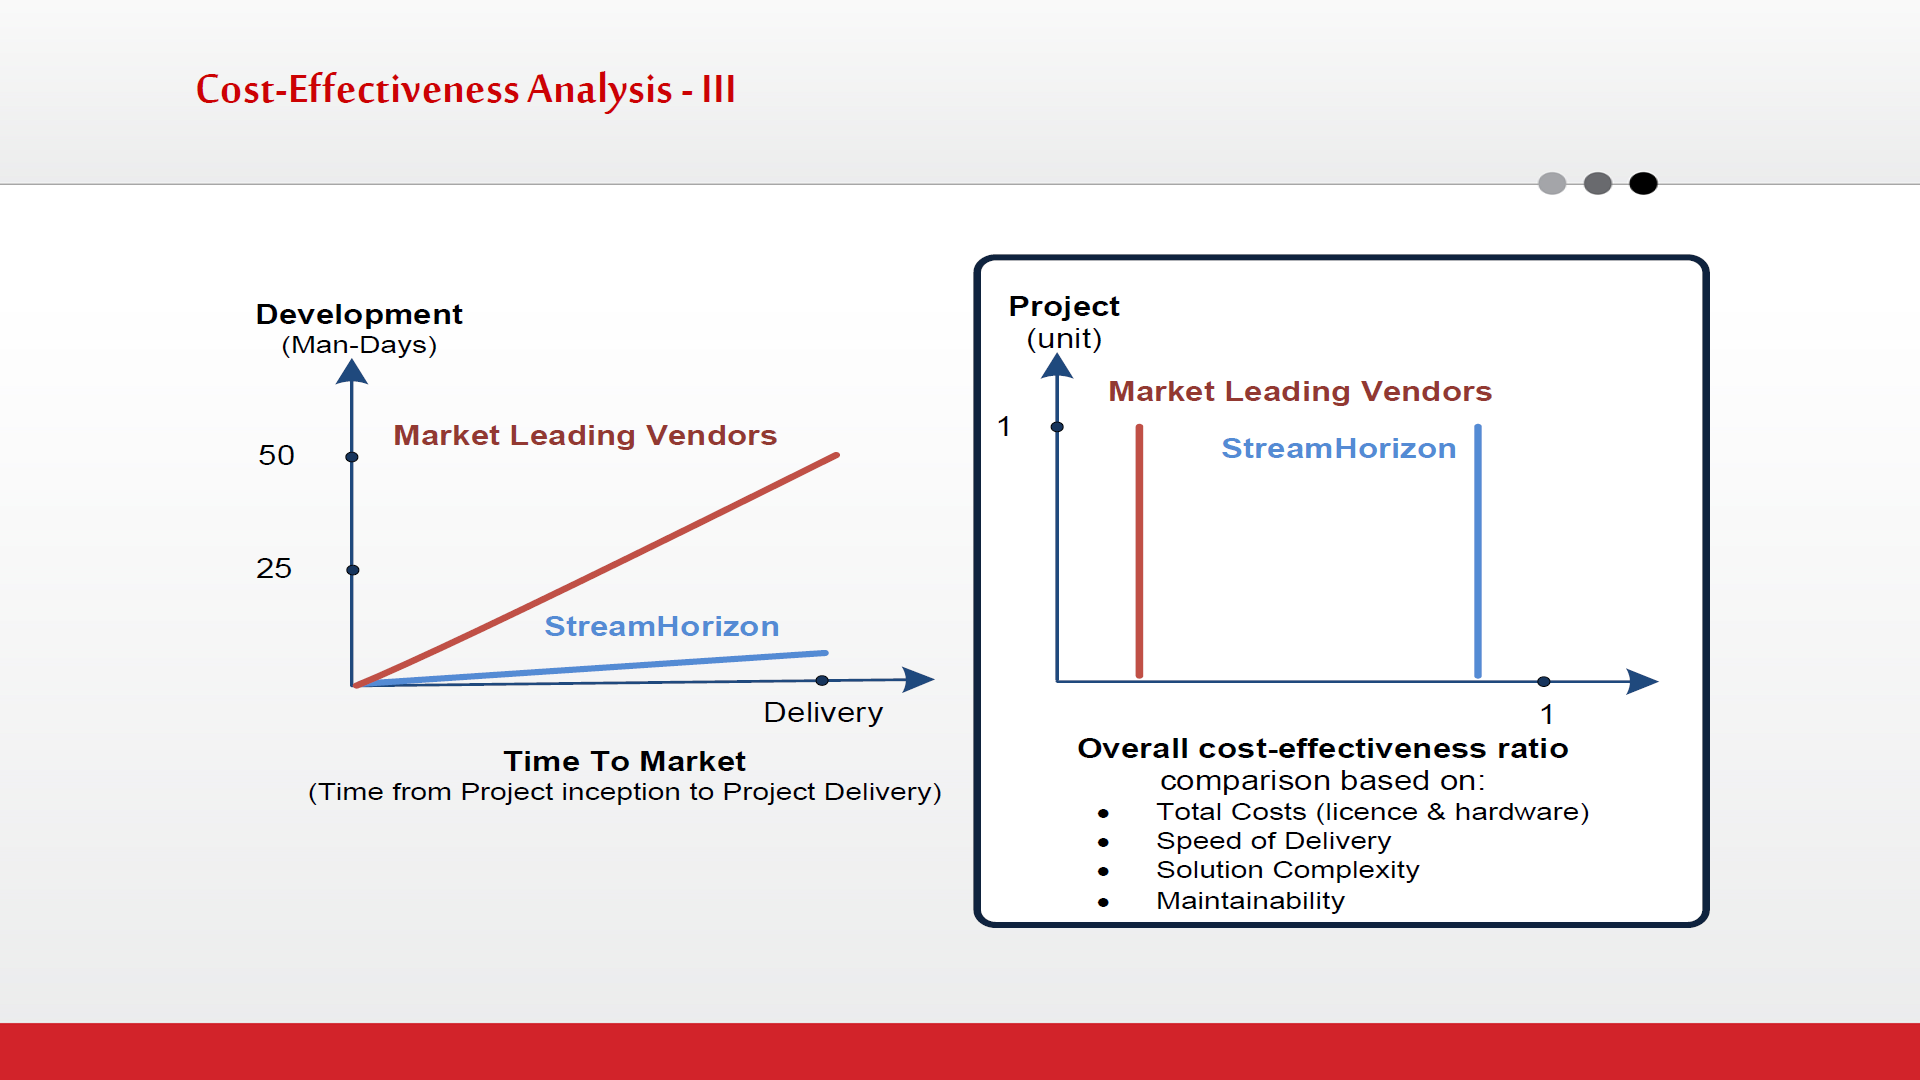 Cost-Effectiveness Analysis - III
Development
(Man-Days)
Market Leading Vendors
50
25
StreamHorizon
Delivery
Time To Market
(Time from Project inception to Project Delivery)
Project
(unit)
Market Leading Vendors
1
StreamHorizon
1
Overall cost-effectiveness ratio
comparison based on:
• Total Costs (licence & hardware)
• Speed of Delivery
• Solution Complexity
• Maintainability